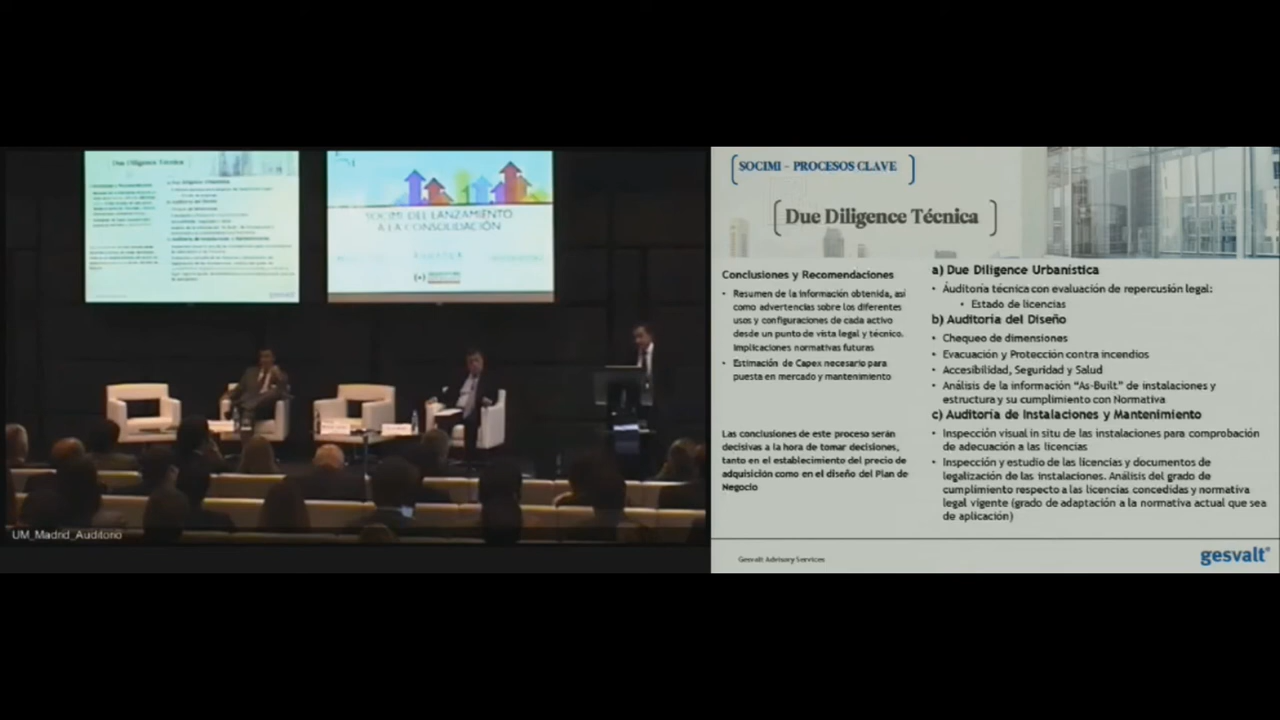 Due Diligence Técnica
SOCIMI DEL LANZAMIENTO
A LA CONSOLIDACIÓN
UM_Madrid_Auditorio
SOCIMI – PROCESOS CLAVE
Due Diligence Técnica
Conclusiones y Recomendaciones
• Resumen de la información obtenida, así
como advertencias sobre los diferentes
usos y configuraciones de cada activo
desde un punto de vista legal y técnico.
Implicaciones normativas futuras
• Estimación de Capex necesario para
puesta en mercado y mantenimiento
Las conclusiones de este proceso serán
decisivas a la hora de tomar decisiones,
tanto en el establecimiento del precio de
adquisición como en el diseño del Plan de
Negocio
a) Due Diligence Urbanística
• Auditoría técnica con evaluación de repercusión legal:
• Estado de licencias
b) Auditoría del Diseño
• Chequeo de dimensiones
• Evacuación y Protección contra incendios
• Accesibilidad, Seguridad y Salud
• Análisis de la información "As-Built" de instalaciones y
estructura y su cumplimiento con Normativa
c) Auditoría de Instalaciones y Mantenimiento
• Inspección visual in situ de las instalaciones para comprobación
de adecuación a las licencias
• Inspección y estudio de las licencias y documentos de
legalización de las instalaciones. Análisis del grado de
cumplimiento respecto a las licencias concedidas y normativa
legal vigente (grado de adaptación a la normativa actual que sea
de aplicación)
Gesvalt Advisory Services
gesvalt®